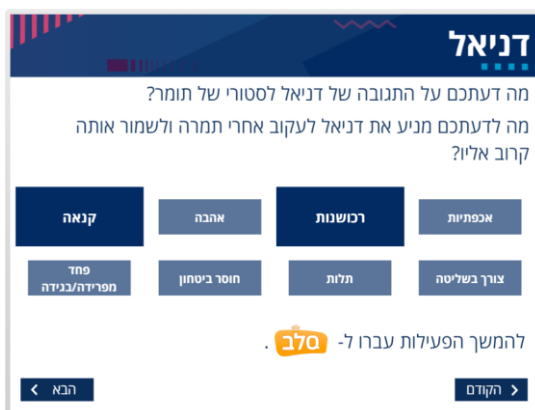 דניאל
מה דעתכם על התגובה של דניאל לסטורי של תומר?
מה לדעתכם מניע את דניאל לעקוב אחרי תמרה ולשמור אותה
קרוב אליו?
אכפתיות
רכושנות
אהבה
קנאה
צורך בשליטה
תלות
חוסר ביטחון
פחד
מפרידה/בגידה
להמשך הפעילות עברו ל- סלב .
הקודם
הבא